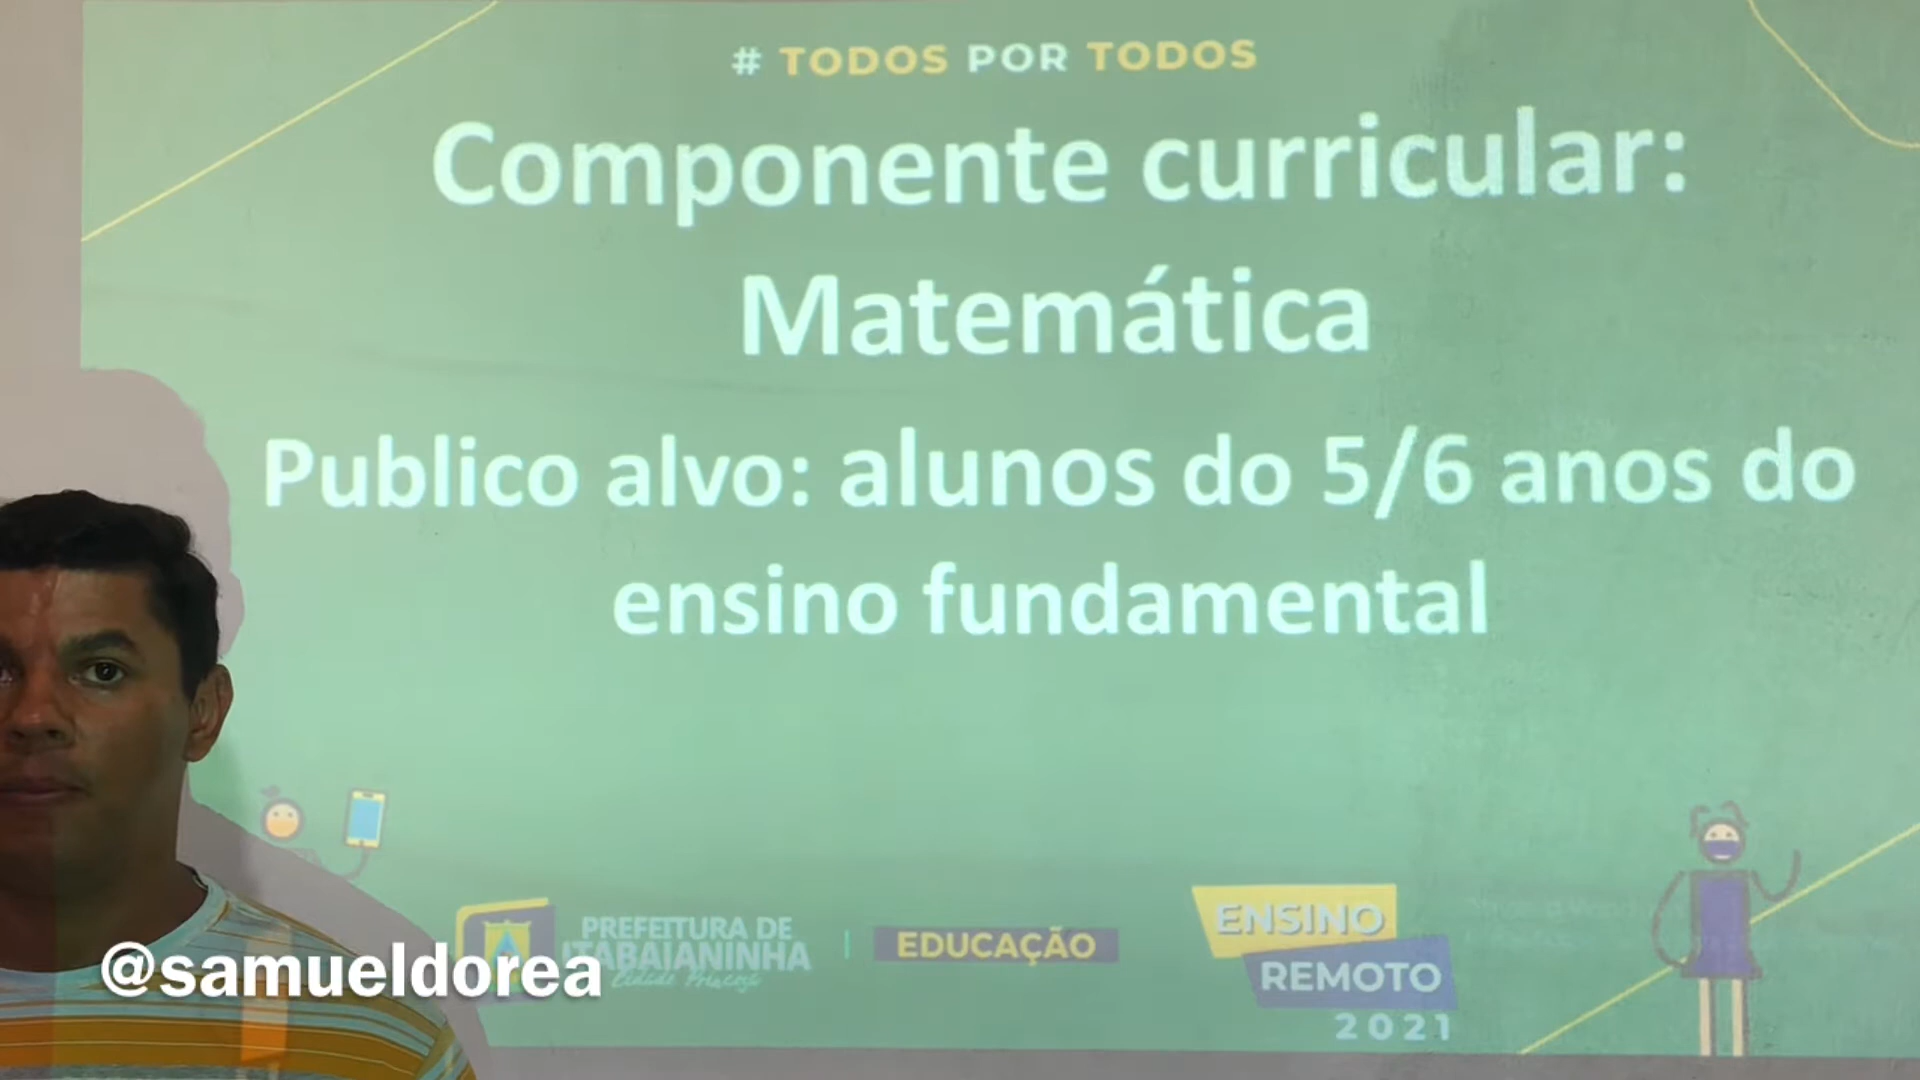 # TODOS POR TODOS
Componente curricular:
Matemática
Publico alvo: alunos do 5/6 anos do
ensino fundamental
PREFEITURA DE
ITABAIANINHA
EDUCAÇÃO
ENSINO
REMOTO
2021
@samueldorea